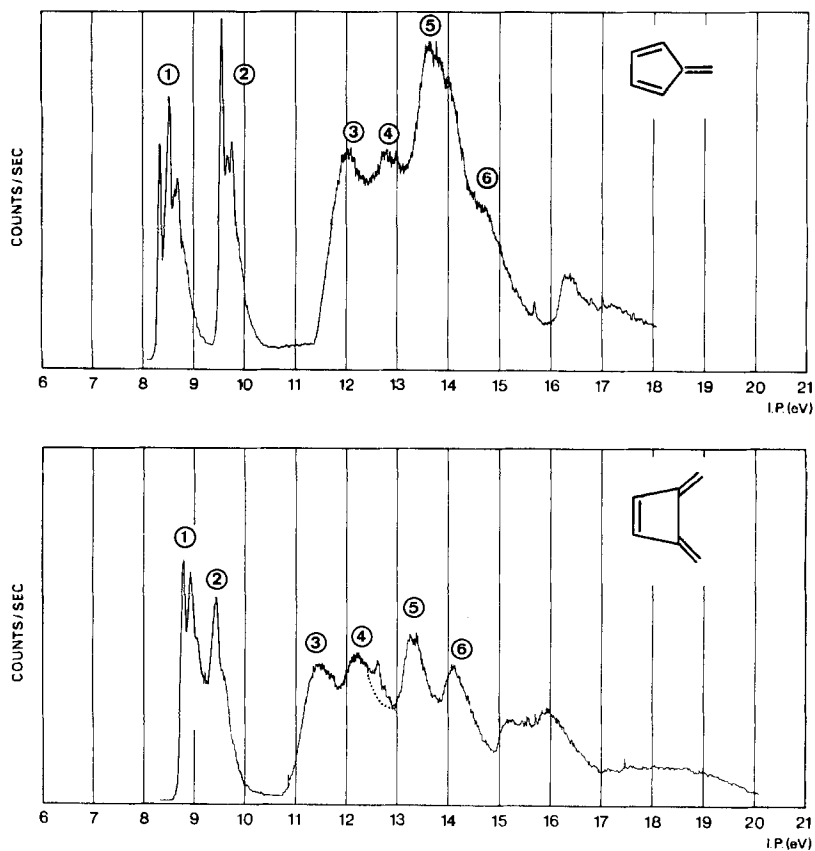 ① ② ③ ④ ⑤ ⑥
COUNTS/SEC
6 7 8 9 10 11 12 13 14 15 16 17 18 19 20 21
I.P.(eV)
① ② ③ ④ ⑤ ⑥
COUNTS/SEC
6 7 8 9 10 11 12 13 14 15 16 17 18 19 20 21
I.P.(eV)